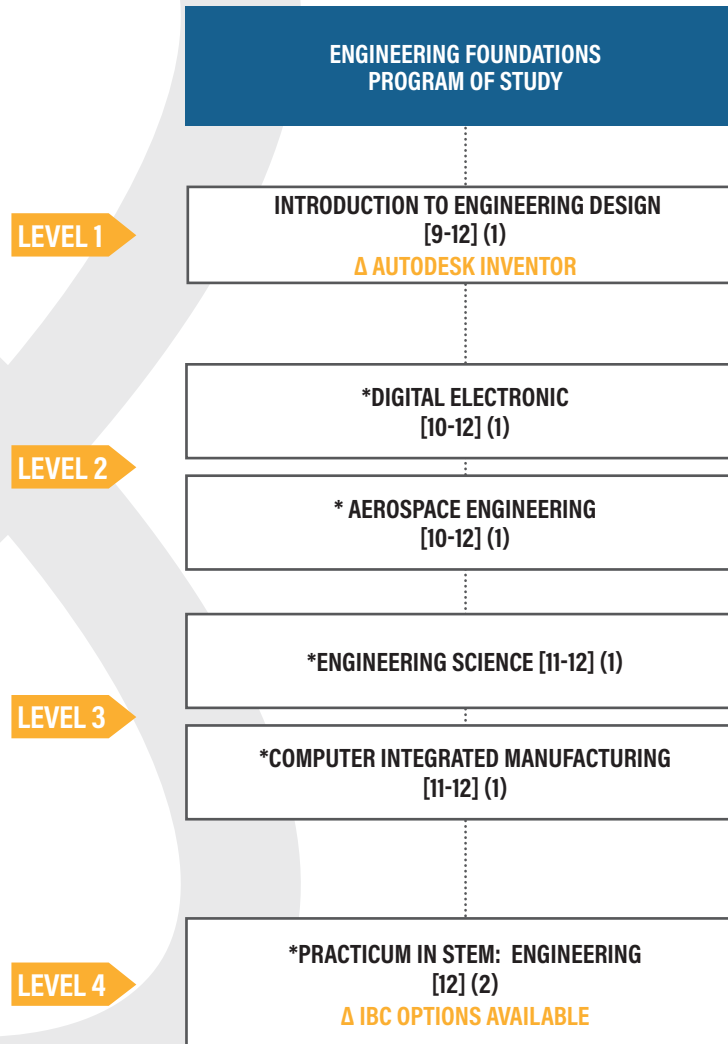 ENGINEERING FOUNDATIONS
PROGRAM OF STUDY
LEVEL 1
INTRODUCTION TO ENGINEERING DESIGN
[9-12] (1)
Δ AUTODESK INVENTOR
LEVEL 2
*DIGITAL ELECTRONIC
[10-12] (1)
* AEROSPACE ENGINEERING
[10-12] (1)
LEVEL 3
*ENGINEERING SCIENCE [11-12] (1)
*COMPUTER INTEGRATED MANUFACTURING
[11-12] (1)
LEVEL 4
*PRACTICUM IN STEM: ENGINEERING
[12] (2)
Δ IBC OPTIONS AVAILABLE